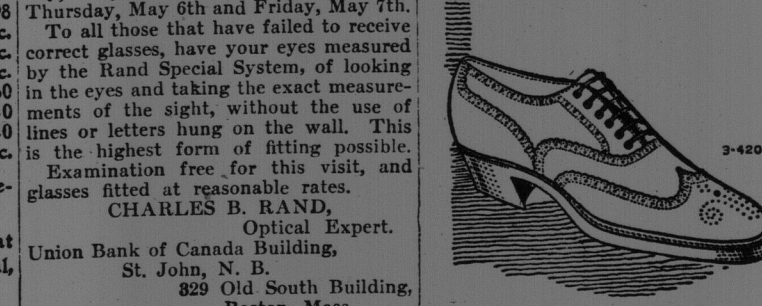 Thursday, May 6th and Friday, May 7th.
To all those that have failed to receive
correct glasses, have your eyes measured
by the Rand Special System, of looking
in the eyes and taking the exact measure-
ments of the sight, without the use of
lines or letters hung on the wall. This
is the highest form of fitting possible.
Examination free for this visit, and
glasses fitted at reasonable rates.
CHARLES B. RAND,
Optical Expert.
Union Bank of Canada Building,
St. John, N. B.
829 Old South Building,
Boston, Mass.
3-420